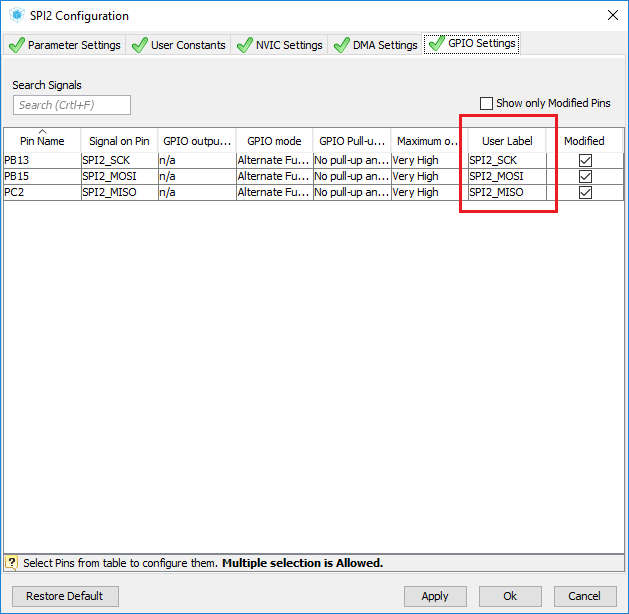 SPI2 Configuration
Parameter Settings User Constants NVIC Settings DMA Settings GPIO Settings
Search Signals
Search (Crtl+F)
Show only Modified Pins
Pin Name Signal on Pin GPIO outpu... GPIO mode GPIO Pull-u... Maximum o... User Label Modified
PB13 SPI2_SCK n/a Alternate Fu... No pull-up an... Very High SPI2_SCK
PB15 SPI2_MOSI n/a Alternate Fu... No pull-up an... Very High SPI2_MOSI
PC2 SPI2_MISO n/a Alternate Fu... No pull-up an... Very High SPI2_MISO
? Select Pins from table to configure them. Multiple selection is Allowed.
Restore Default Apply Ok Cancel